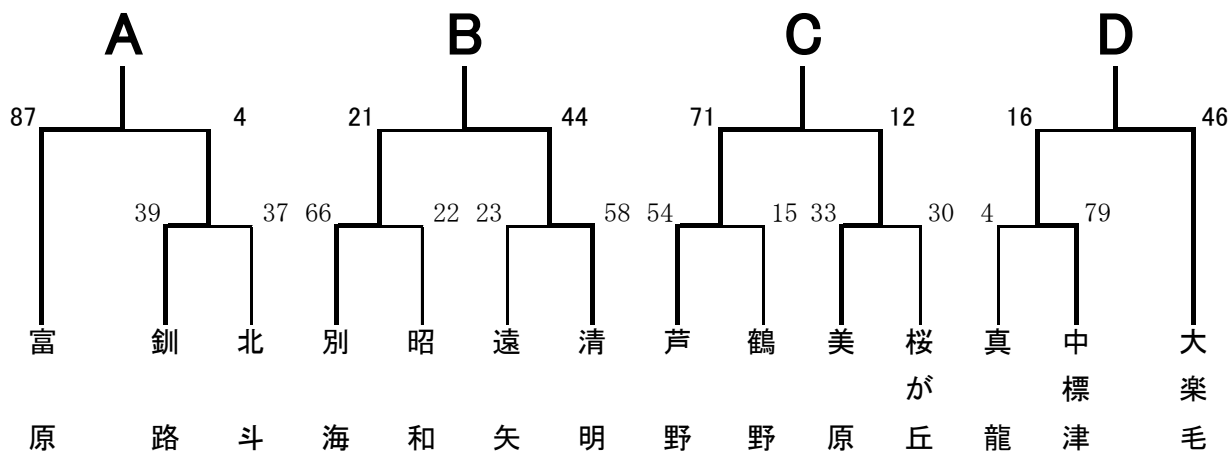 A B C D
87 4 21 44 71 12 16 46
39 37 66 22 23 58 54 15 33 30 4 79
富原 釧路 北斗 別海 昭和 遠矢 清明 芦野 鶴野 美原 桜が丘 真龍 中標津 大楽毛